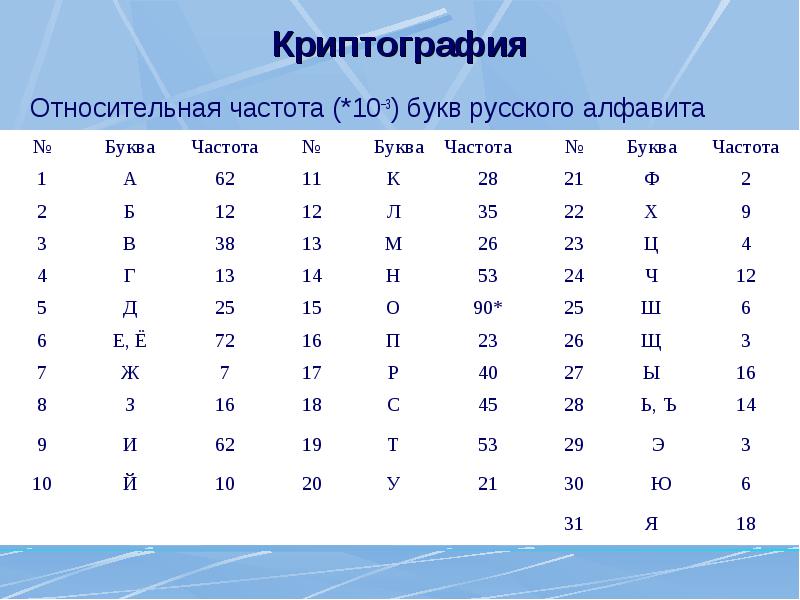 Криптография
Относительная частота (*10⁻³) букв русского алфавита
№ Буква Частота № Буква Частота № Буква Частота
1 А 62 11 К 28 21 Ф 2
2 Б 12 12 Л 35 22 Х 9
3 В 38 13 М 26 23 Ц 4
4 Г 13 14 Н 53 24 Ч 12
5 Д 25 15 О 90* 25 Ш 6
6 Е, Ё 72 16 П 23 26 Щ 3
7 Ж 7 17 Р 40 27 Ы 16
8 З 16 18 С 45 28 Ь, Ъ 14
9 И 62 19 Т 53 29 Э 3
10 Й 10 20 У 21 30 Ю 6
31 Я 18